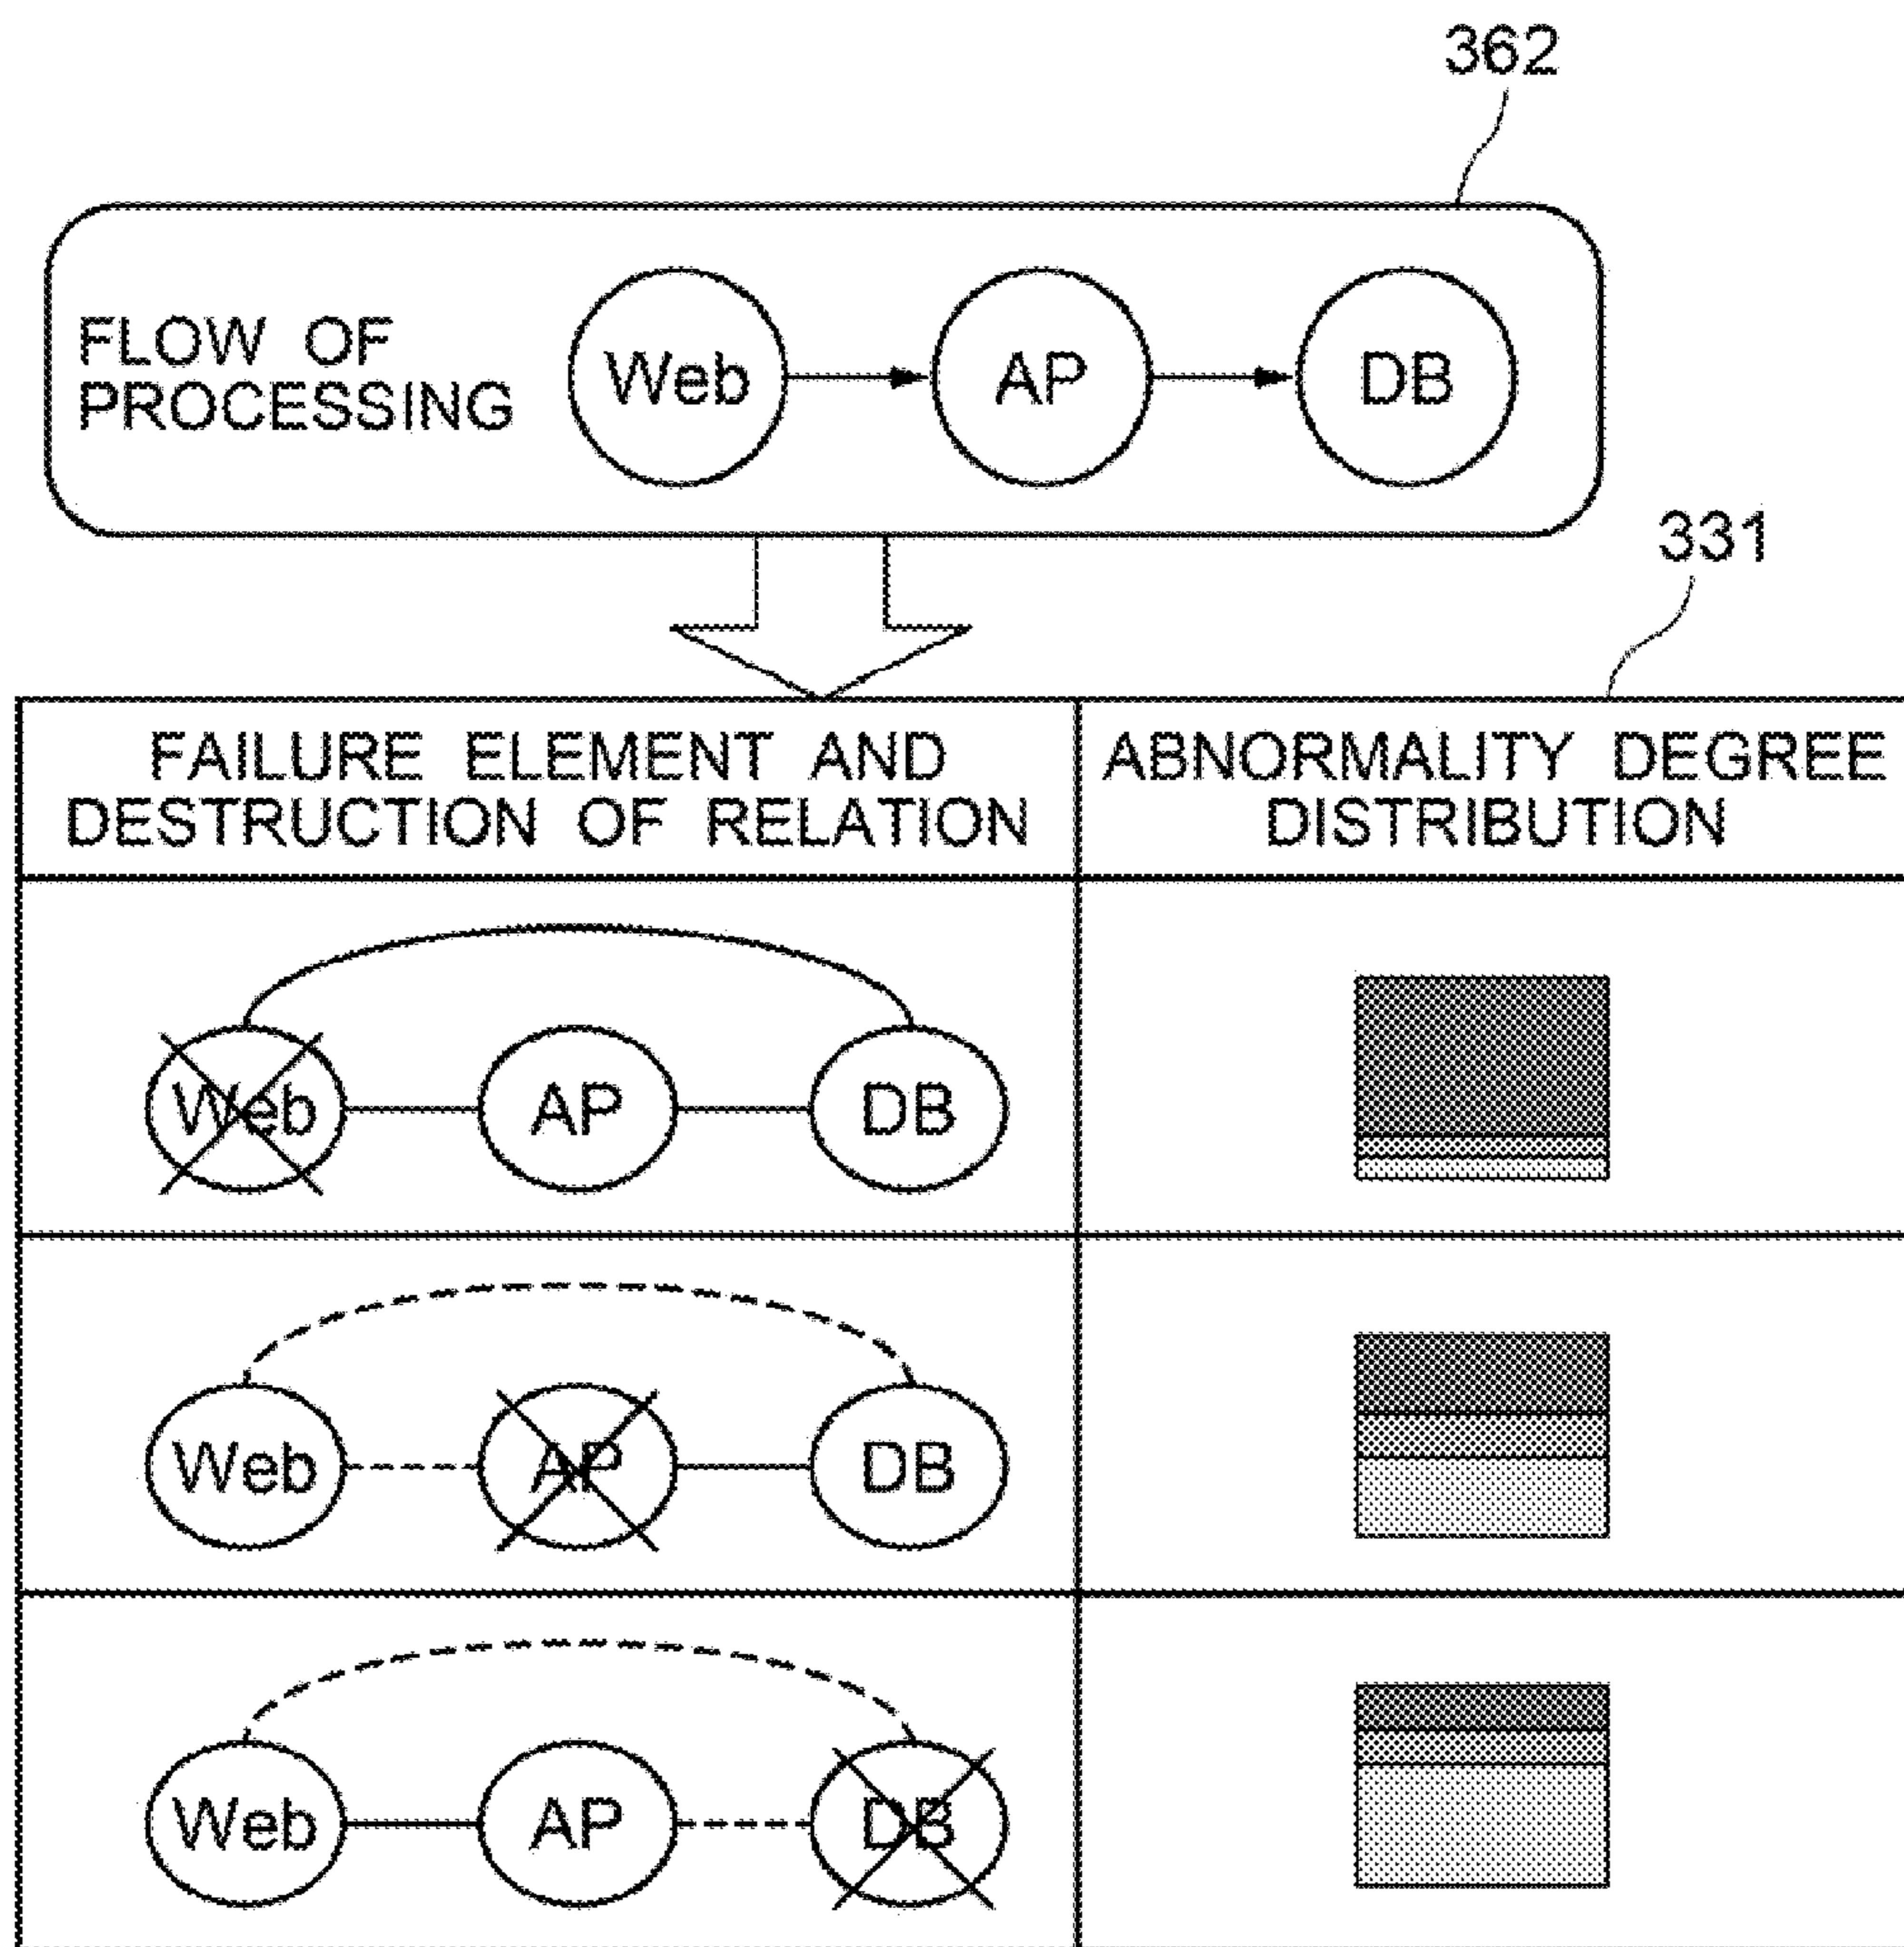 362
FLOW OF
PROCESSING
Web
AP
DB
331
FAILURE ELEMENT AND
DESTRUCTION OF RELATION
ABNORMALITY DEGREE
DISTRIBUTION
Web
AP
DB
Web
AP
DB
Web
AP
DB